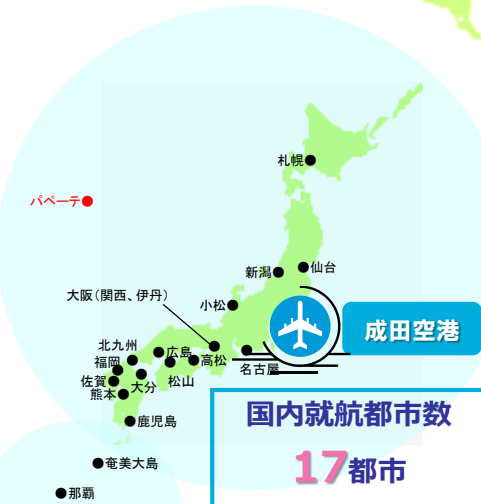 札幌
パペーテ
新潟
仙台
大阪（関西、伊丹）
小松
成田空港
北九州
広島
福岡
高松
名古屋
佐賀
大分
松山
熊本
国内就航都市数
鹿児島
17都市
奄美大島
那覇